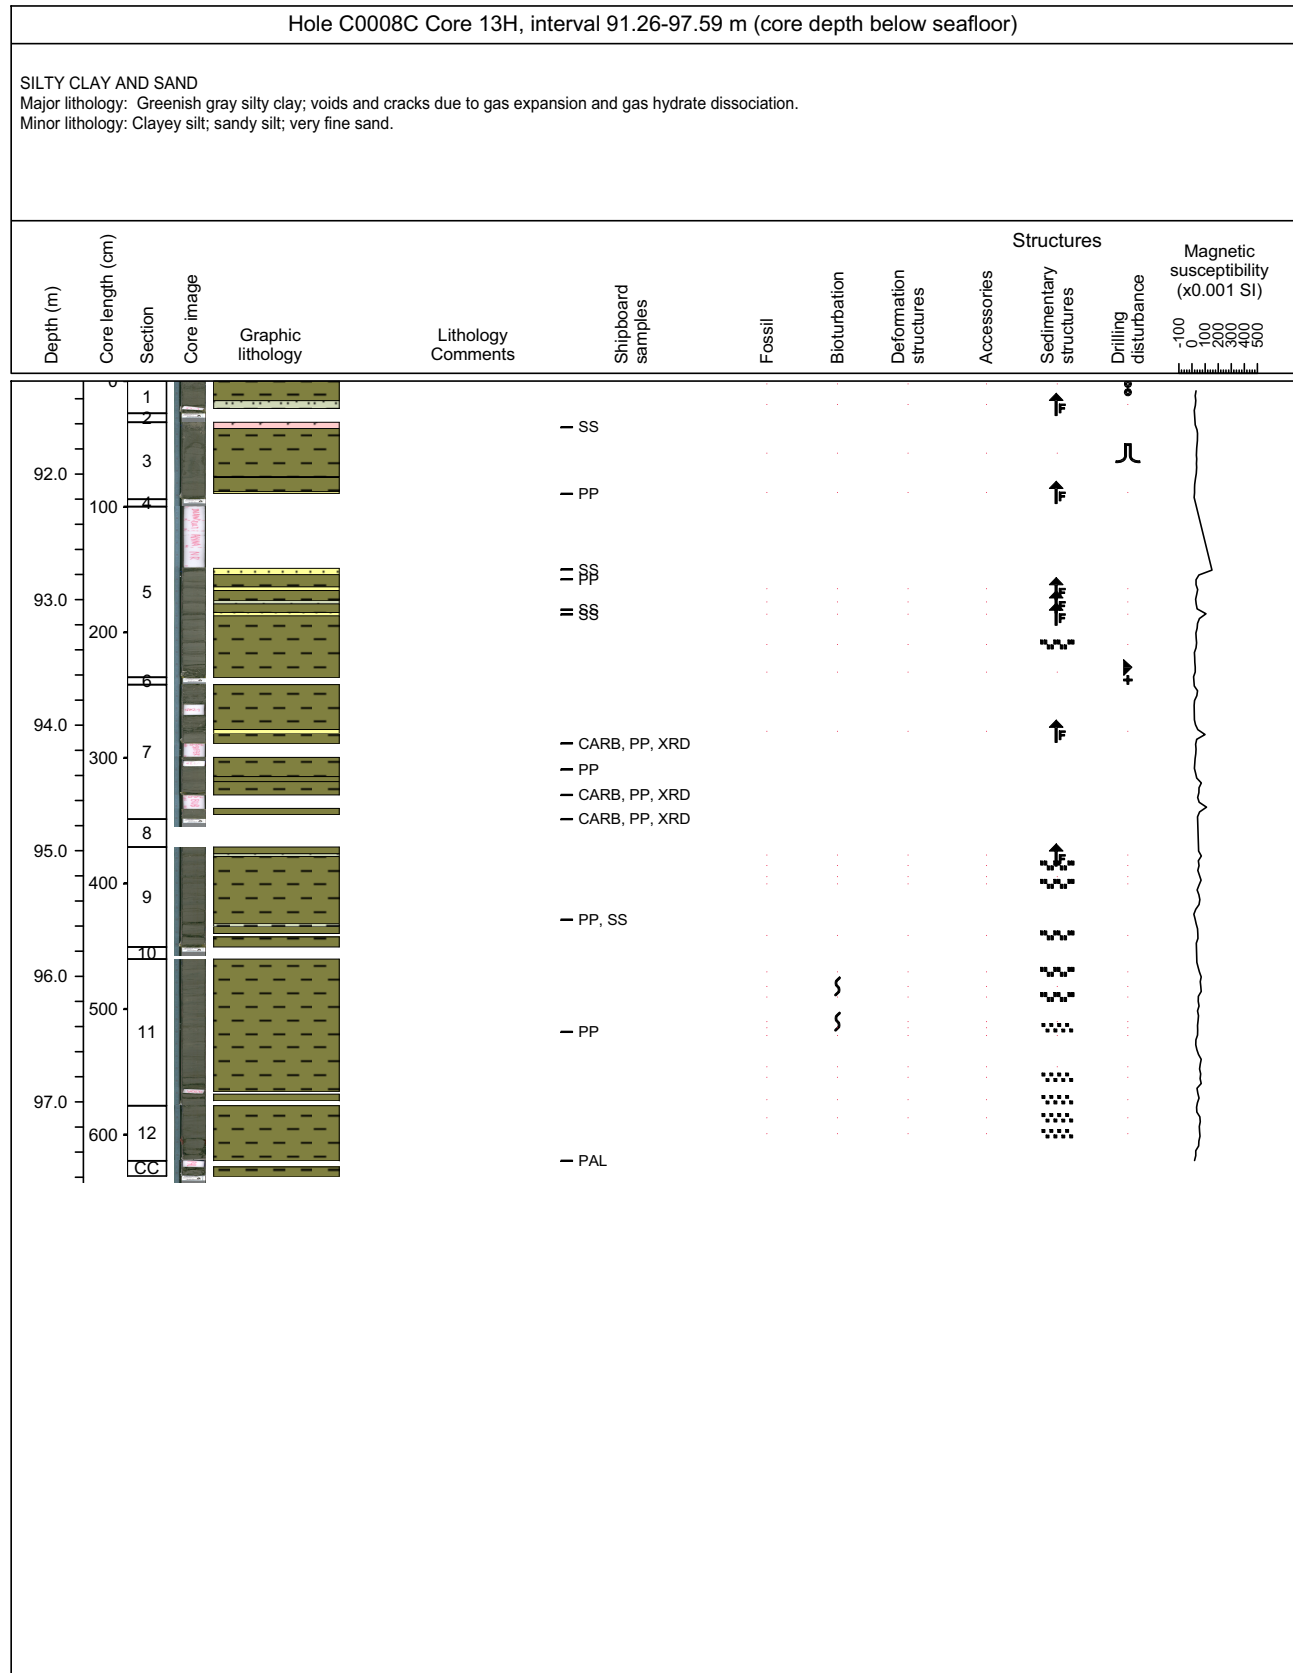 Hole C0008C Core 13H, interval 91.26-97.59 m (core depth below seafloor)
SILTY CLAY AND SAND
Major lithology: Greenish gray silty clay; voids and cracks due to gas expansion and gas hydrate dissociation.
Minor lithology: Clayey silt; sandy silt; very fine sand.
Depth (m)
Core length (cm)
Section
Core image
Graphic
lithology
Lithology
Comments
Shipboard
samples
Fossil
Bioturbation
Deformation
structures
Accessories
Structures
Sedimentary
structures
Drilling
disturbance
Magnetic
susceptibility
(x0.001 SI)
-100
0
100
200
300
400
500
0
1
F
2
SS
3
92.0
PP
F
4
100
SS
PP
F
5
93.0
F
SS
SS
F
200
6
94.0
F
CARB, PP, XRD
7
300
PP
CARB, PP, XRD
CARB, PP, XRD
8
95.0
F
400
9
PP, SS
10
96.0
500
11
PP
97.0
600
12
PAL
CC